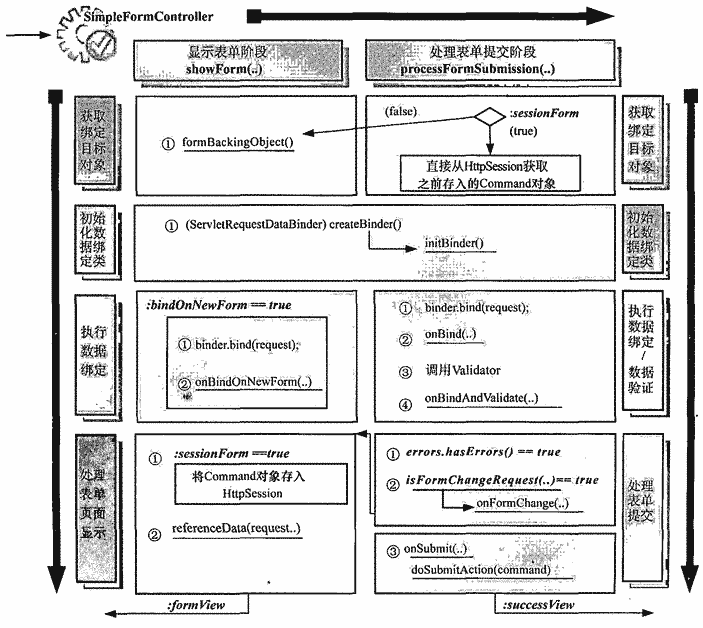 SimpleFormController
显示表单阶段
showForm(..)
处理表单提交阶段
processFormSubmission(..)
获取
绑定
目标
对象
① formBackingObject()
(false)
:sessionForm
(true)
直接从HttpSession获取
之前存入的Command对象
获取
绑定
目标
对象
初始
化数
据绑
定类
① (ServletRequestDataBinder) createBinder()
initBinder()
初始
化数
据绑
定类
执行
数据
绑定
:bindOnNewForm == true
① binder.bind(request);
② onBindOnNewForm(..)
① binder.bind(request);
② onBind(..)
③ 调用Validator
④ onBindAndValidate(..)
执行
数据
绑定
/
数据
验证
处理
表单
页面
显示
① :sessionForm ==true
将Command对象存入
HttpSession
② referenceData(request..)
① errors.hasErrors() == true
② isFormChangeRequest(..)== true
onFormChange(..)
③ onSubmit(..)
doSubmitAction(command)
处理
表单
提交
:formView
:successView